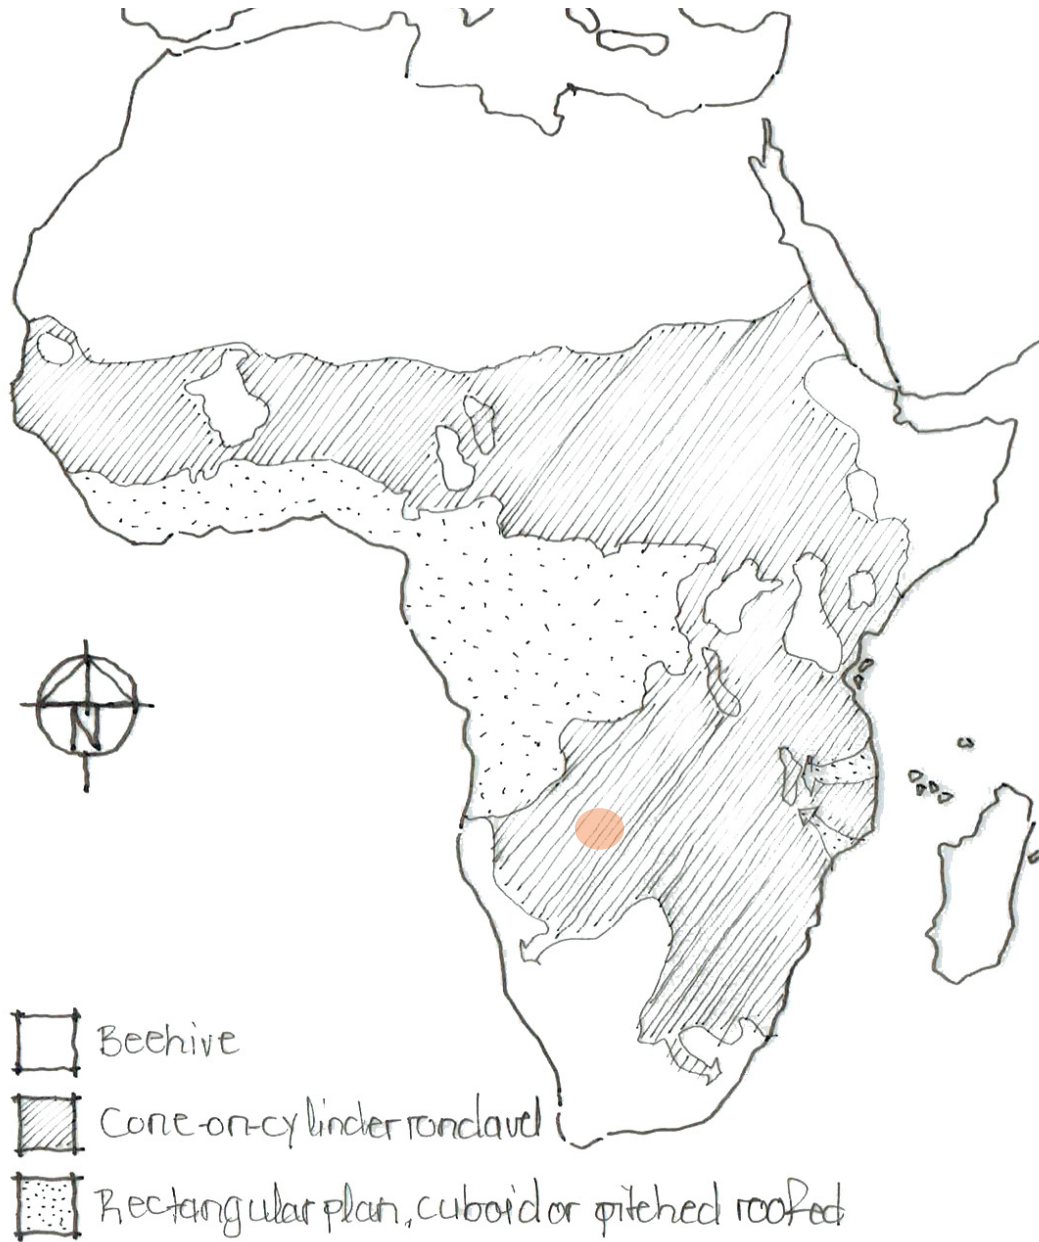 N
Beehive
Cone-on-cylinder rondavel
Rectangular plan, cuboid or pitched roofed